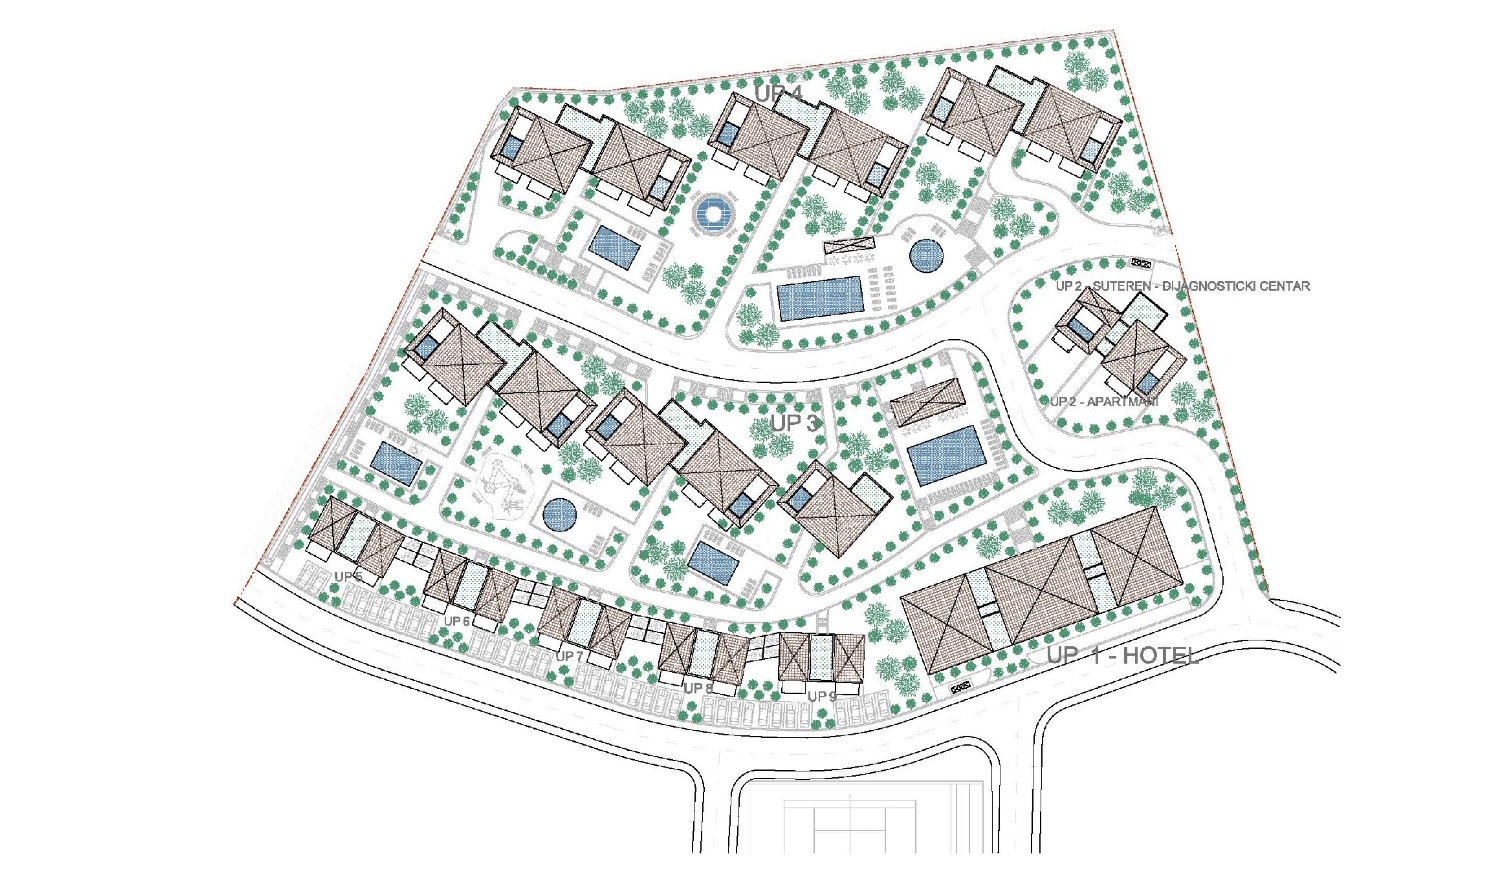 UP 4
UP 2 - SUTEREN - DIJAGNOSTICKI CENTAR
UP 2 - APARTMANI
UP 3
UP 5
UP 6
UP 7
UP 8
UP 9
UP 1 - HOTEL